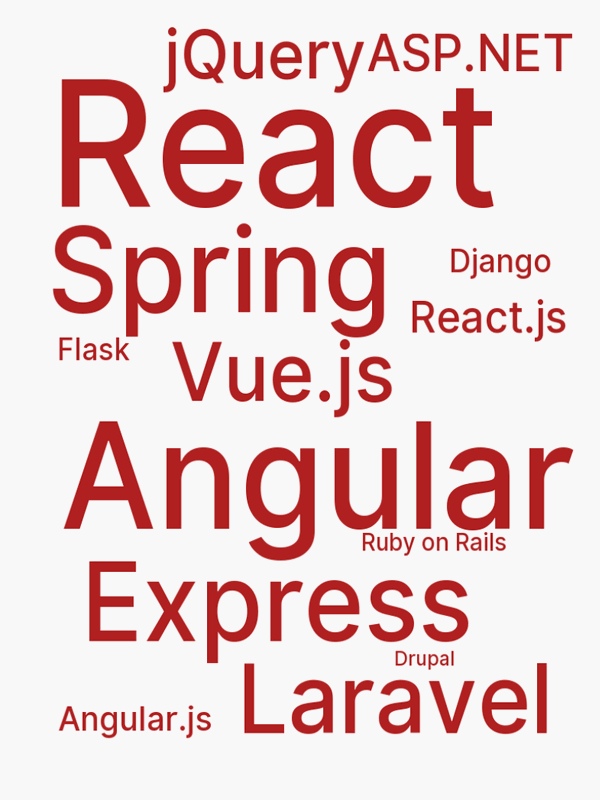 jQuery ASP.NET
React
Spring
Django
React.js
Flask
Vue.js
Angular
Ruby on Rails
Express
Drupal
Laravel
Angular.js